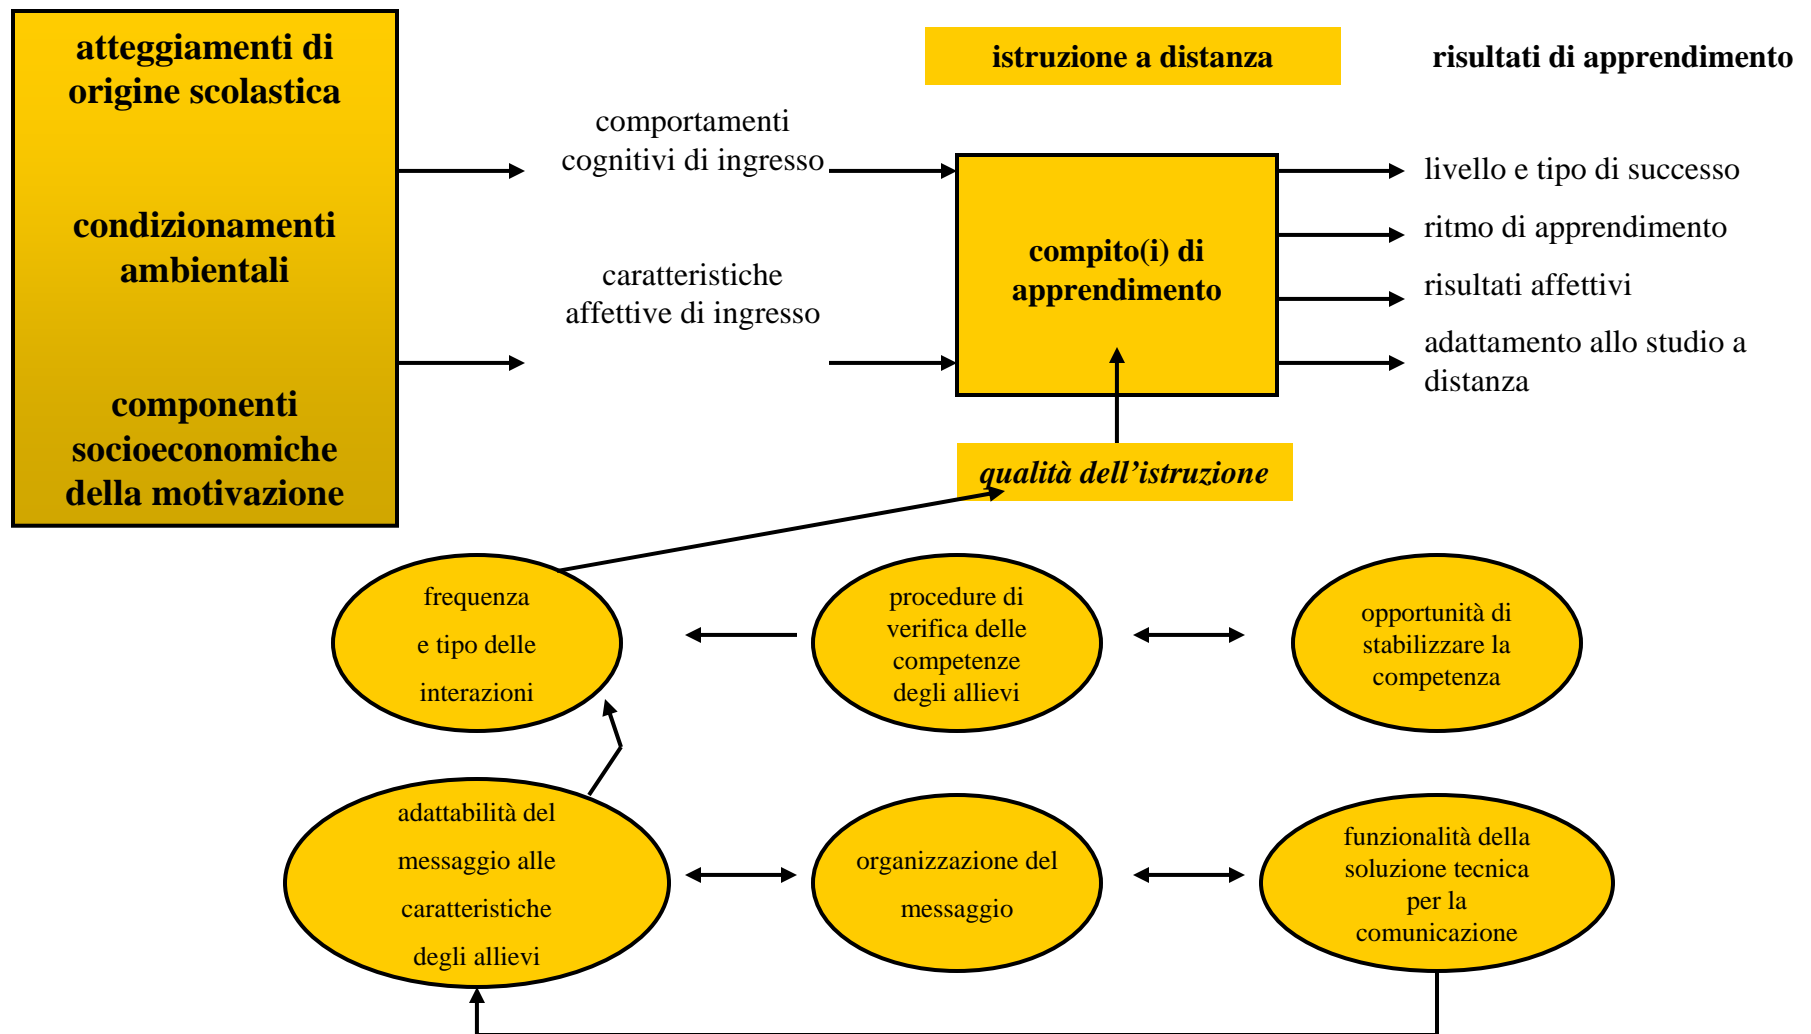 atteggiamenti di
origine scolastica
condizionamenti
ambientali
componenti
socioeconomiche
della motivazione
comportamenti
cognitivi di ingresso
caratteristiche
affettive di ingresso
istruzione a distanza
compito(i) di
apprendimento
qualità dell’istruzione
risultati di apprendimento
livello e tipo di successo
ritmo di apprendimento
risultati affettivi
adattamento allo studio a
distanza
frequenza
e tipo delle
interazioni
procedure di
verifica delle
competenze
degli allievi
opportunità di
stabilizzare la
competenza
adattabilità del
messaggio alle
caratteristiche
degli allievi
organizzazione del
messaggio
funzionalità della
soluzione tecnica
per la
comunicazione